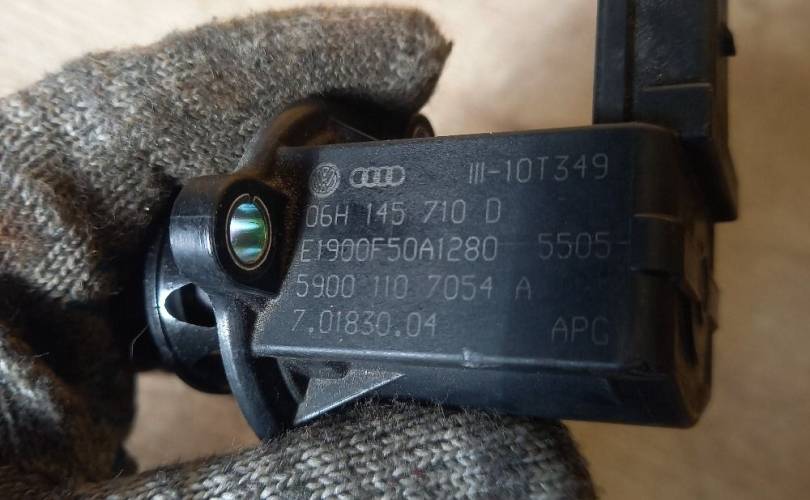 III-10T349
06H 145 710 D
E1900F50A1280 5505-
5900 110 7054 A
7.01830.04 APG